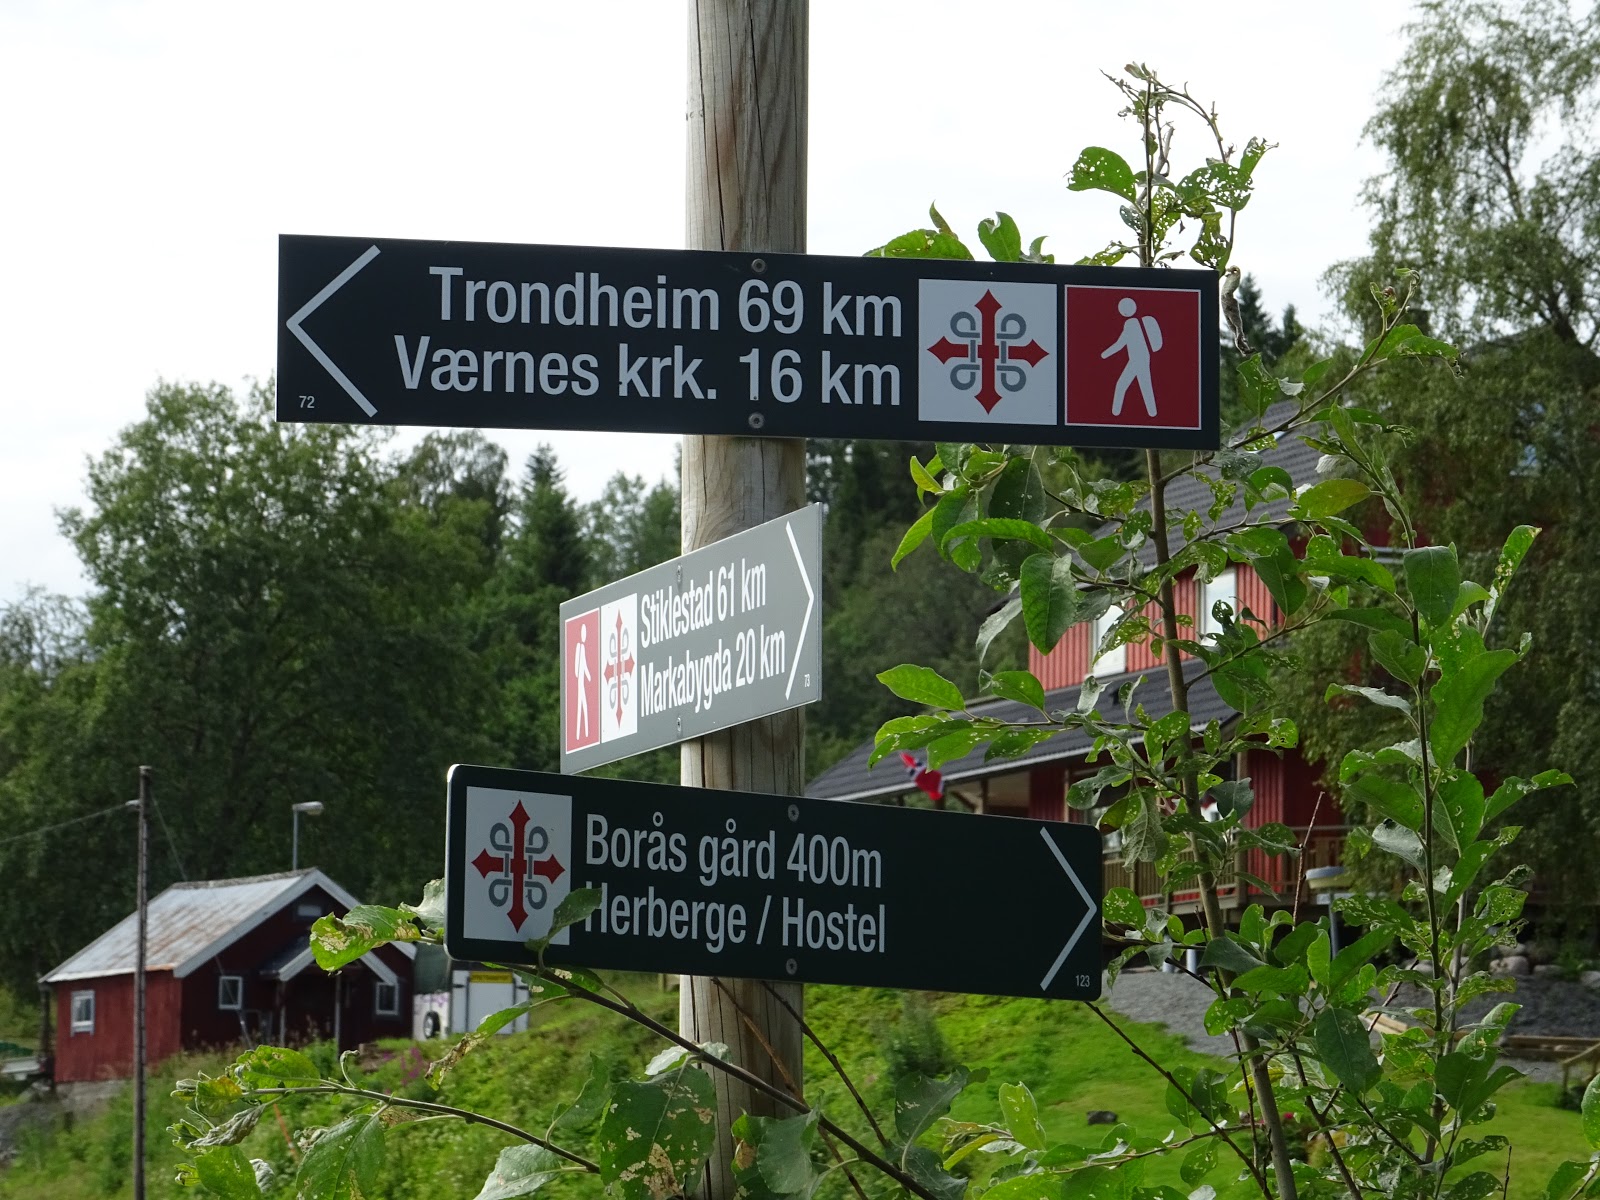 Trondheim 69 km
Værnes krk. 16 km
72
Stiklestad 61 km
Markabygda 20 km
73
Borås gård 400m
Herberge / Hostel
123